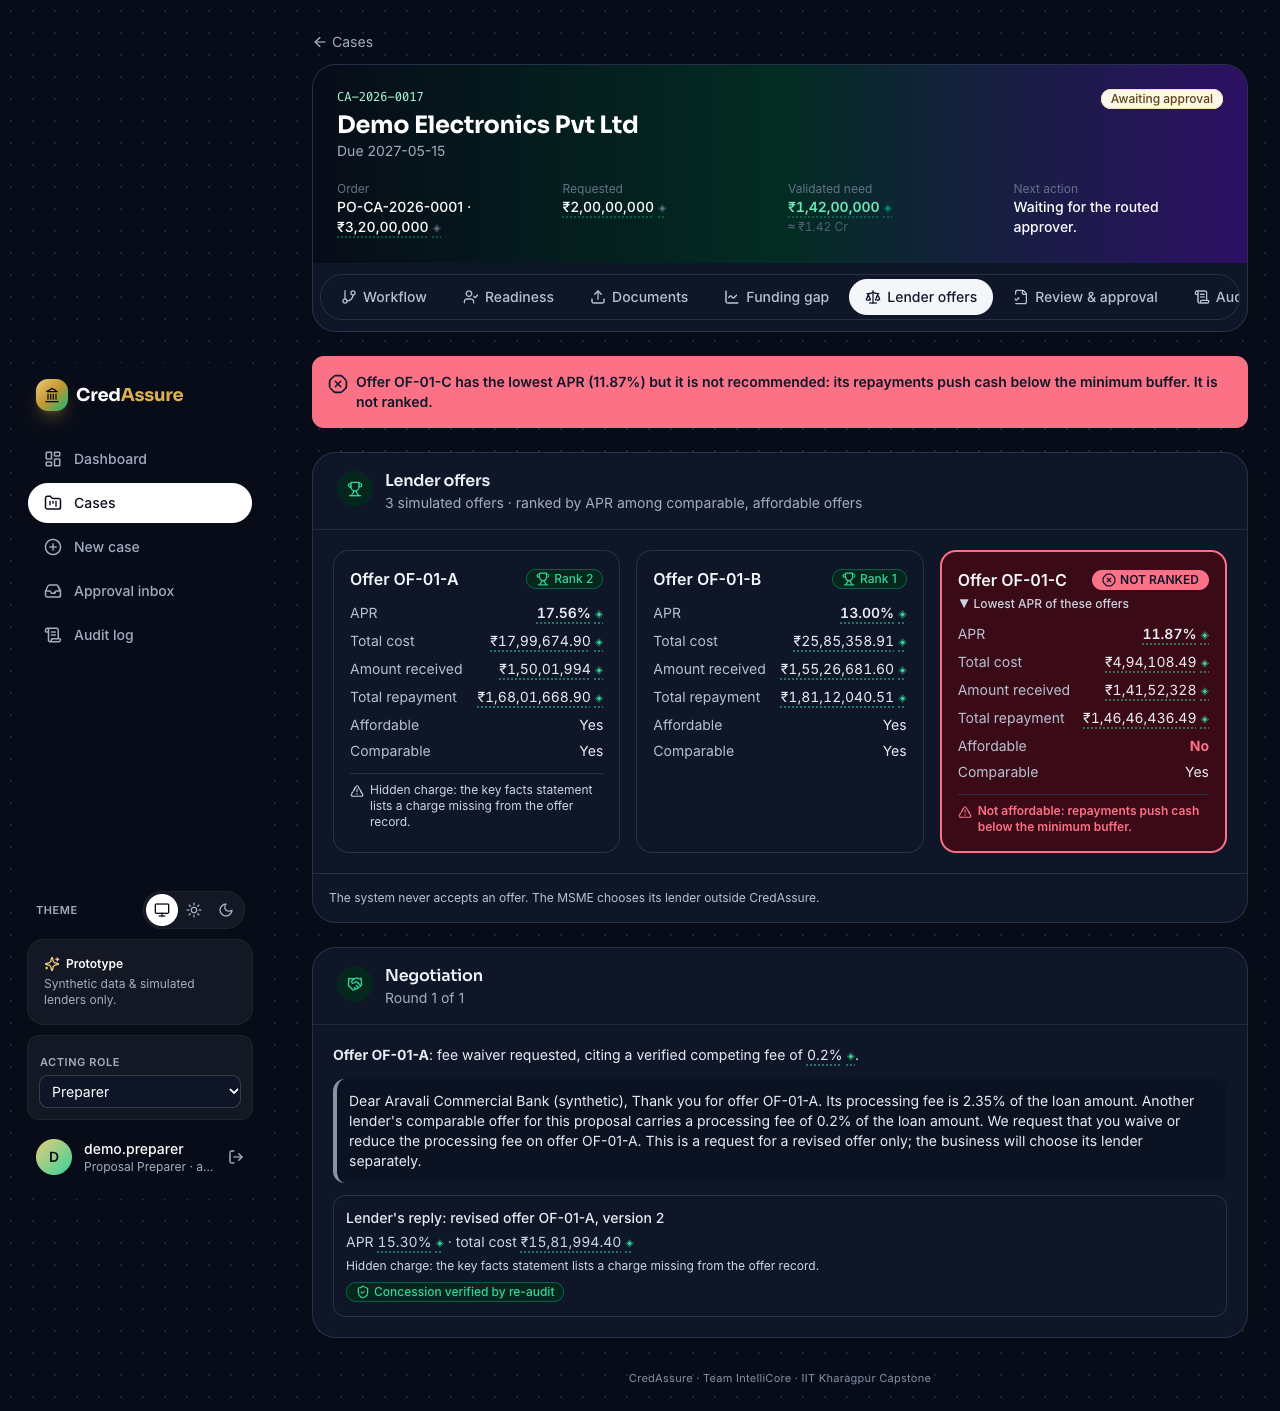 Cases
CA-2026-0017
Awaiting approval
Demo Electronics Pvt Ltd
Due 2027-05-15
Order
PO-CA-2026-0001 ·
₹3,20,00,000
Requested
₹2,00,00,000
Validated need
₹1,42,00,000
≈ ₹1.42 Cr
Next action
Waiting for the routed
approver.
Workflow
Readiness
Documents
Funding gap
Lender offers
Review & approval
Offer OF-01-C has the lowest APR (11.87%) but it is not recommended: its repayments push cash below the minimum buffer. It is
not ranked.
CredAssure
Dashboard
Cases
New case
Approval inbox
Audit log
THEME
Prototype
Synthetic data & simulated
lenders only.
ACTING ROLE
Preparer
D
demo.preparer
Proposal Preparer · a...
Lender offers
3 simulated offers · ranked by APR among comparable, affordable offers
Offer OF-01-A
Rank 2
APR 17.56%
Total cost ₹17,99,674.90
Amount received ₹1,50,01,994
Total repayment ₹1,68,01,668.90
Affordable Yes
Comparable Yes
Hidden charge: the key facts statement
lists a charge missing from the offer
record.
Offer OF-01-B
Rank 1
APR 13.00%
Total cost ₹25,85,358.91
Amount received ₹1,55,26,681.60
Total repayment ₹1,81,12,040.51
Affordable Yes
Comparable Yes
Offer OF-01-C
NOT RANKED
▼ Lowest APR of these offers
APR 11.87%
Total cost ₹4,94,108.49
Amount received ₹1,41,52,328
Total repayment ₹1,46,46,436.49
Affordable No
Comparable Yes
Not affordable: repayments push cash
below the minimum buffer.
The system never accepts an offer. The MSME chooses its lender outside CredAssure.
Negotiation
Round 1 of 1
Offer OF-01-A: fee waiver requested, citing a verified competing fee of 0.2%.
Dear Aravali Commercial Bank (synthetic), Thank you for offer OF-01-A. Its processing fee is 2.35% of the loan amount. Another
lender's comparable offer for this proposal carries a processing fee of 0.2% of the loan amount. We request that you waive or
reduce the processing fee on offer OF-01-A. This is a request for a revised offer only; the business will choose its lender
separately.
Lender's reply: revised offer OF-01-A, version 2
APR 15.30% · total cost ₹15,81,994.40
Hidden charge: the key facts statement lists a charge missing from the offer record.
Concession verified by re-audit
CredAssure · Team IntelliCore · IIT Kharagpur Capstone